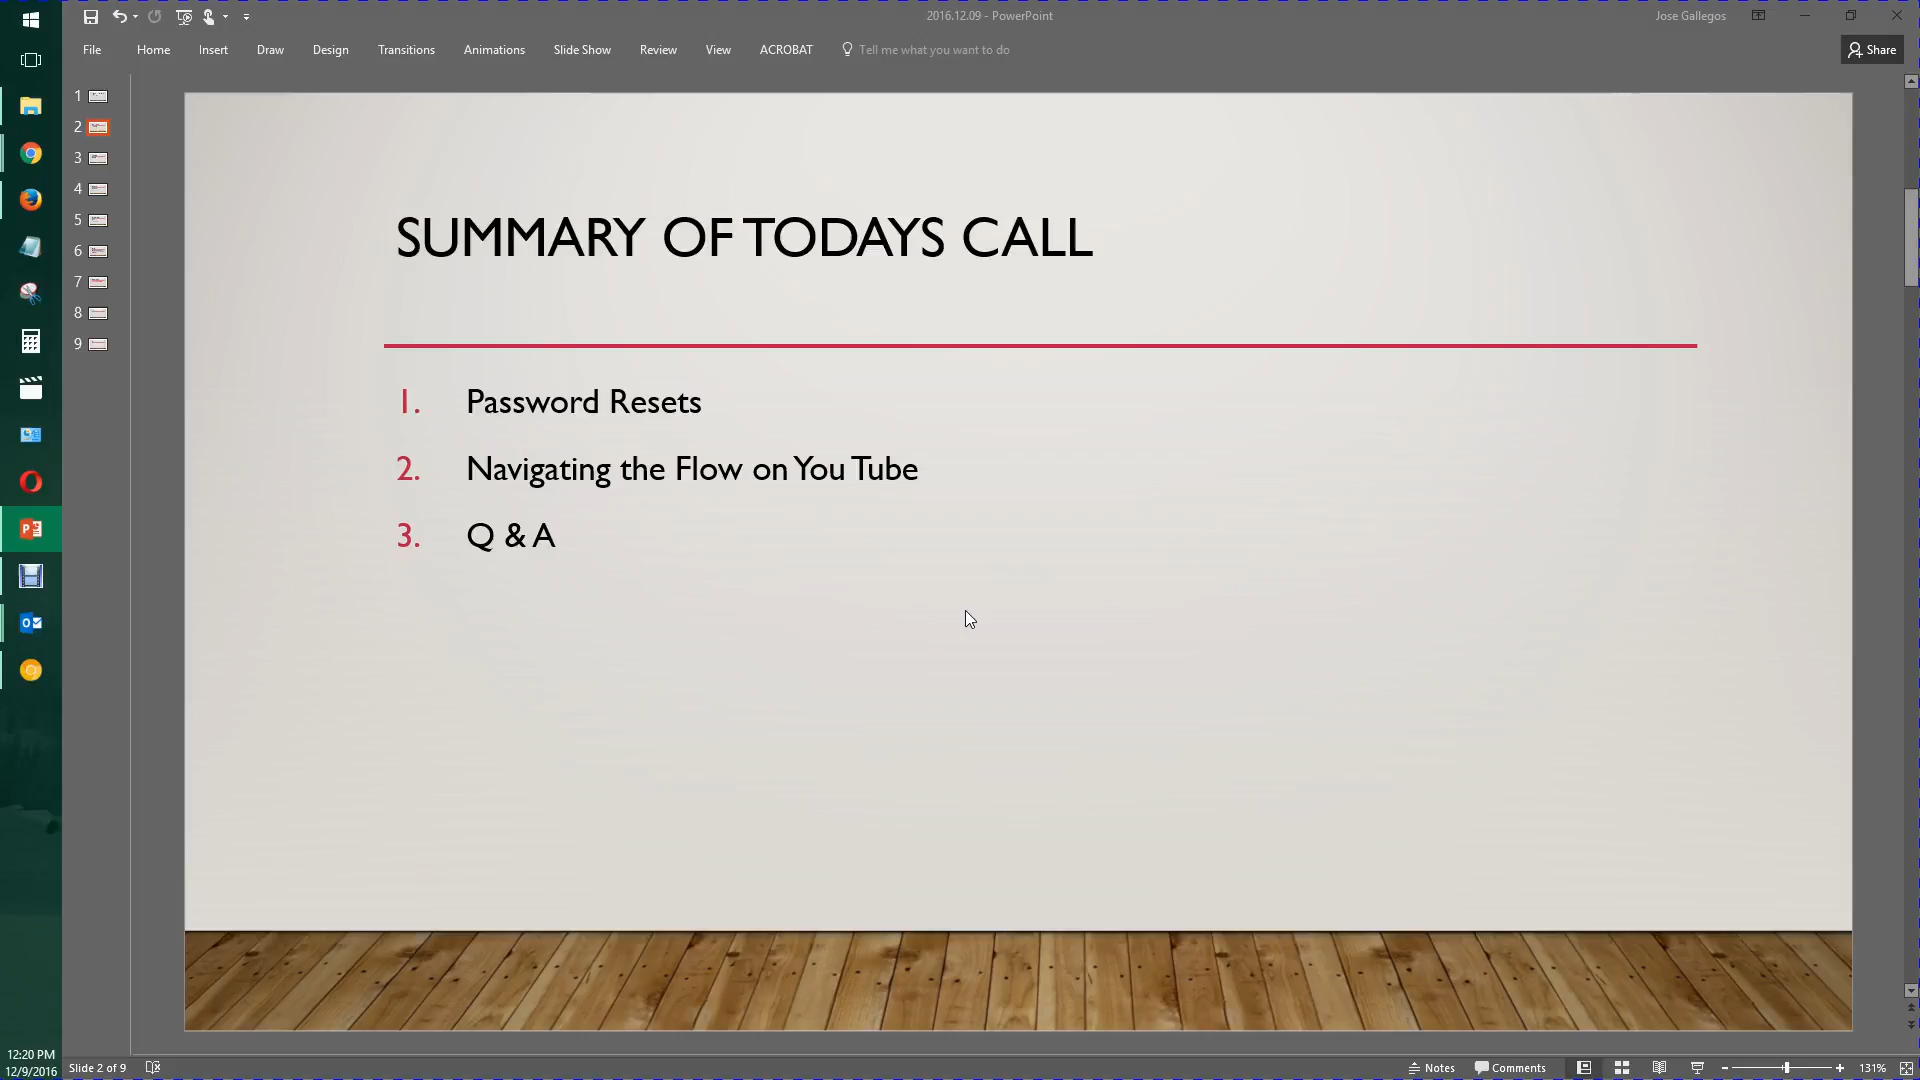 2016.12.09 - PowerPoint
Jose Gallegos
File Home Insert Draw Design Transitions Animations Slide Show Review View ACROBAT Tell me what you want to do
Share
1
2
3
4
5
6
7
8
9
SUMMARY OF TODAYS CALL
1. Password Resets
2. Navigating the Flow on You Tube
3. Q & A
12:20 PM
12/9/2016
Slide 2 of 9
Notes Comments 131%